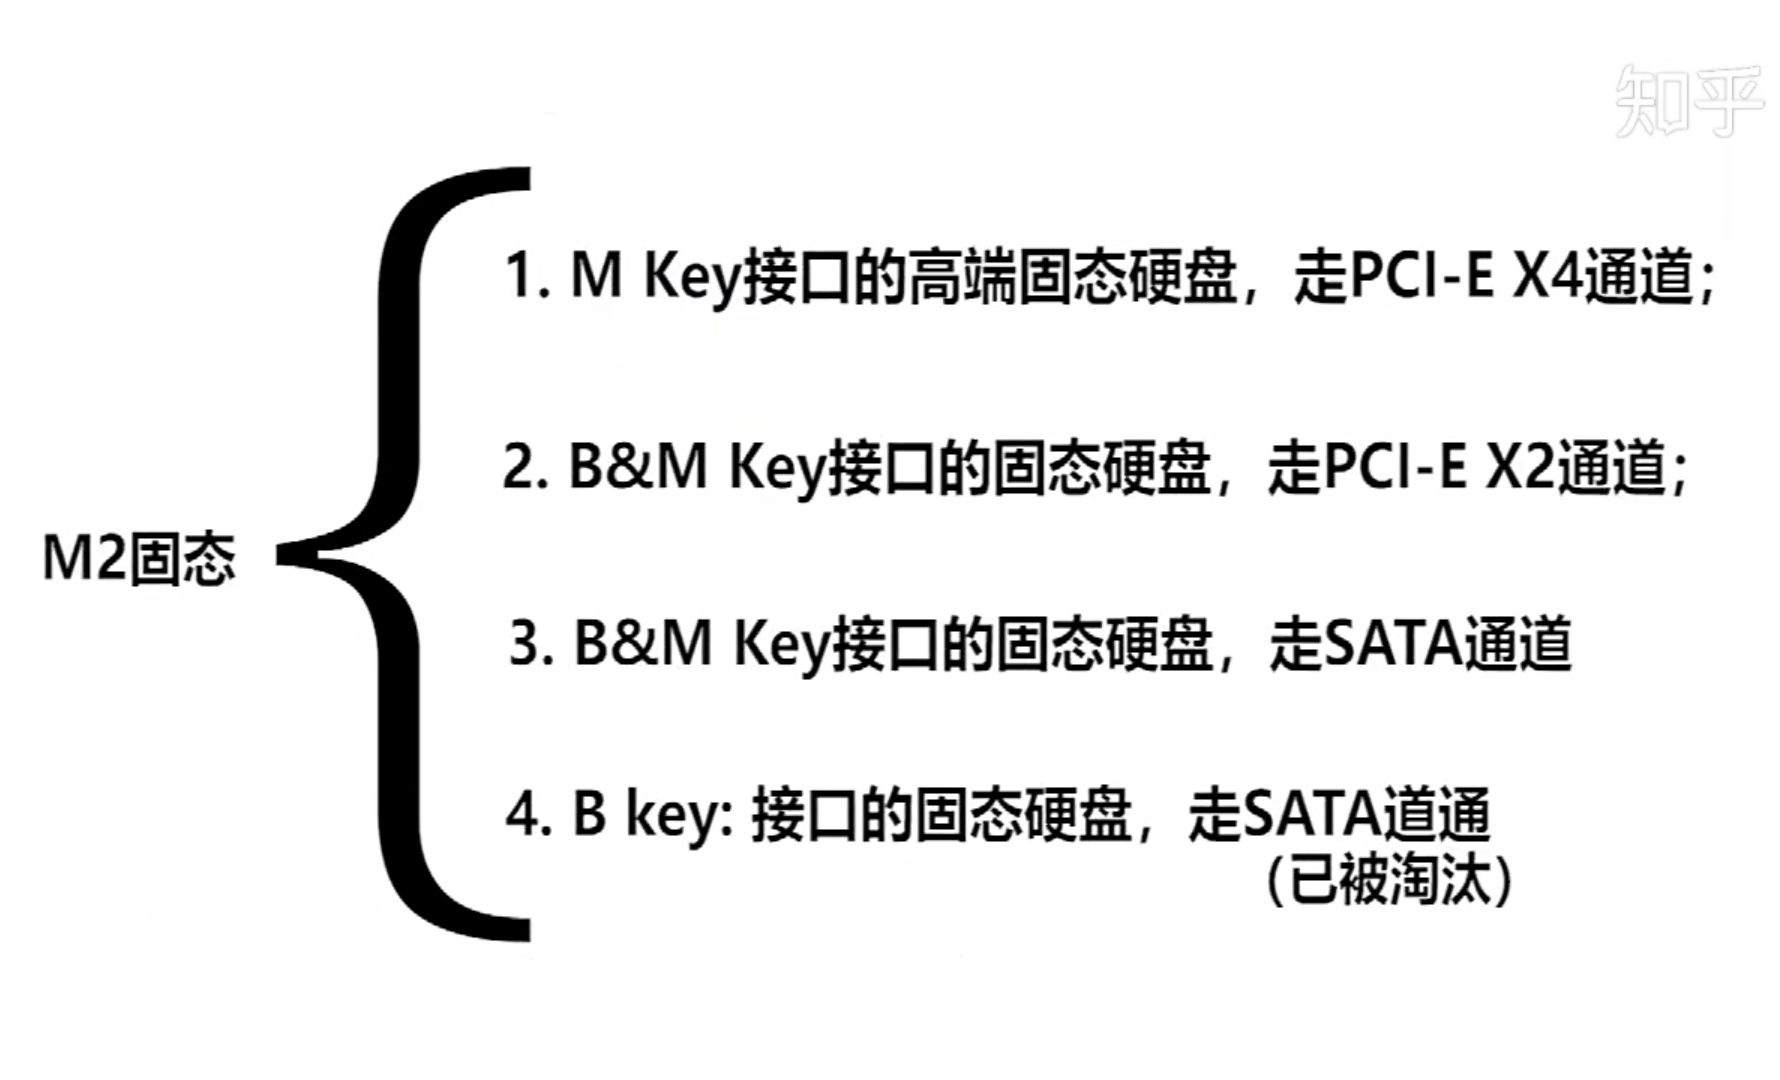 知乎
1. M Key接口的高端固态硬盘，走PCI-E X4通道；
2. B&M Key接口的固态硬盘，走PCI-E X2通道；
M2固态
3. B&M Key接口的固态硬盘，走SATA通道
4. B key: 接口的固态硬盘，走SATA道通
（已被淘汰）